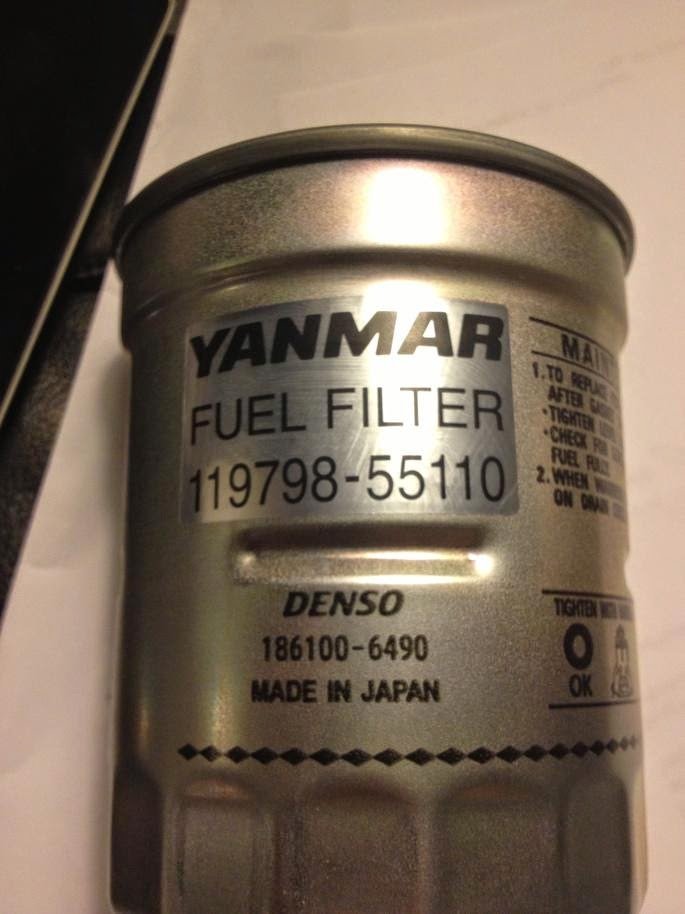 YANMAR
FUEL FILTER
119798-55110
DENSO
186100-6490
MADE IN JAPAN
1. TO REPLACE
AFTER
•TIGHTEN
•CHECK FOR
FUEL
2. WHEN
ON DRAIN
TIGHTEN
OK